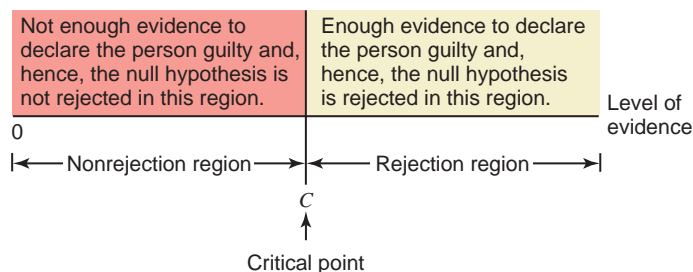 Not enough evidence to
declare the person guilty and,
hence, the null hypothesis is
not rejected in this region.
Enough evidence to declare
the person guilty and,
hence, the null hypothesis
is rejected in this region.
Level of
evidence
0
Nonrejection region
Rejection region
C
Critical point